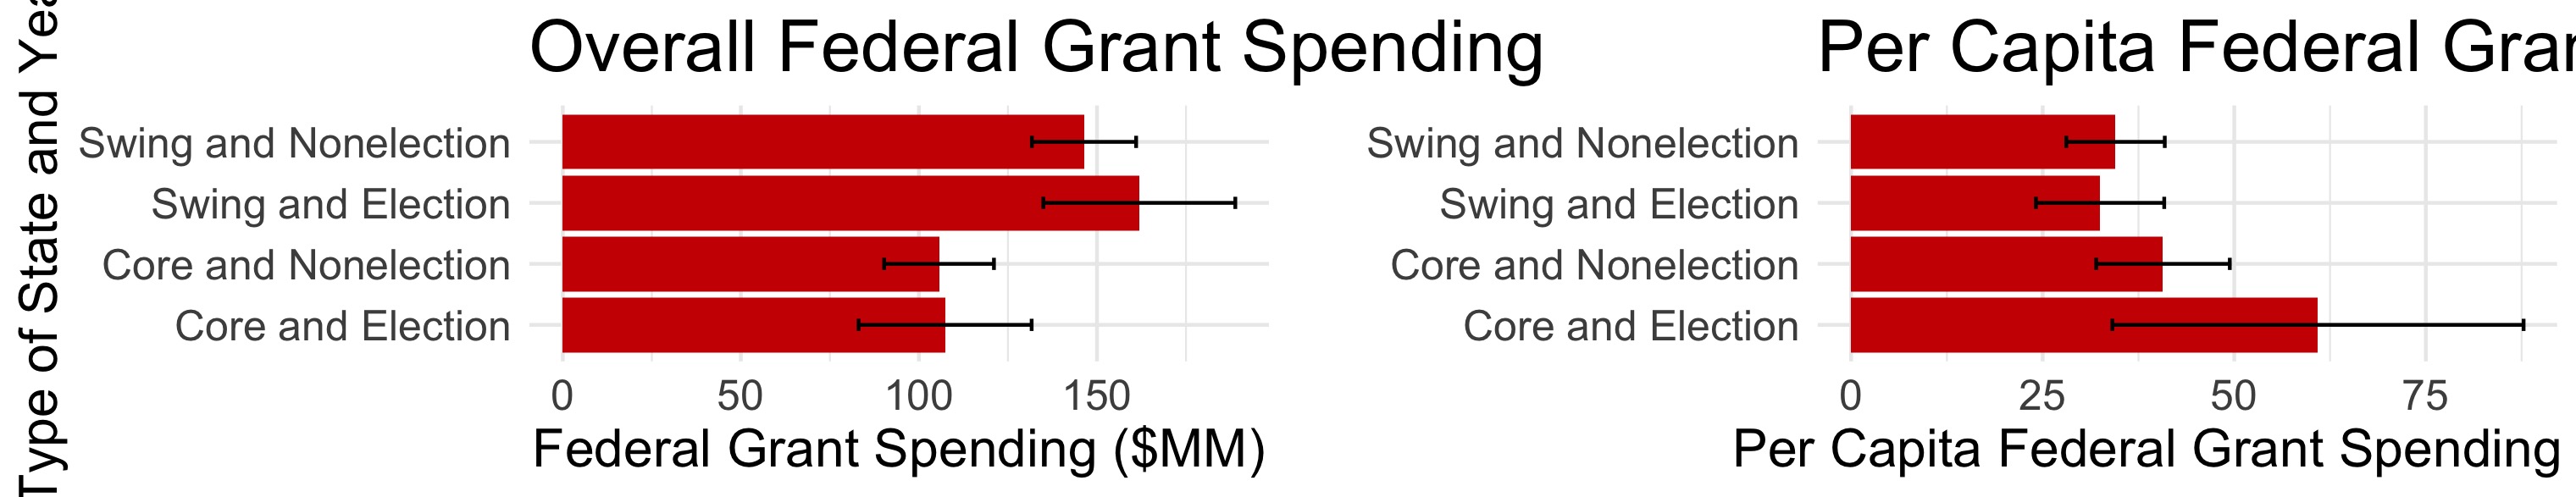 Type of State and Yea
Overall Federal Grant Spending
Swing and Nonelection
Swing and Election
Core and Nonelection
Core and Election
0 50 100 150
Federal Grant Spending ($MM)
Per Capita Federal Gran
Swing and Nonelection
Swing and Election
Core and Nonelection
Core and Election
0 25 50 75
Per Capita Federal Grant Spending